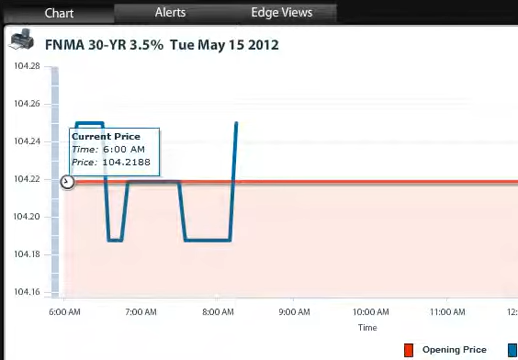 Chart
Alerts
Edge Views
FNMA 30-YR 3.5% Tue May 15 2012
104.28
104.26
104.24
104.22
104.20
104.18
104.16
Current Price
Time: 6:00 AM
Price: 104.2188
6:00 AM
7:00 AM
8:00 AM
9:00 AM
10:00 AM
11:00 AM
12:
Time
Opening Price